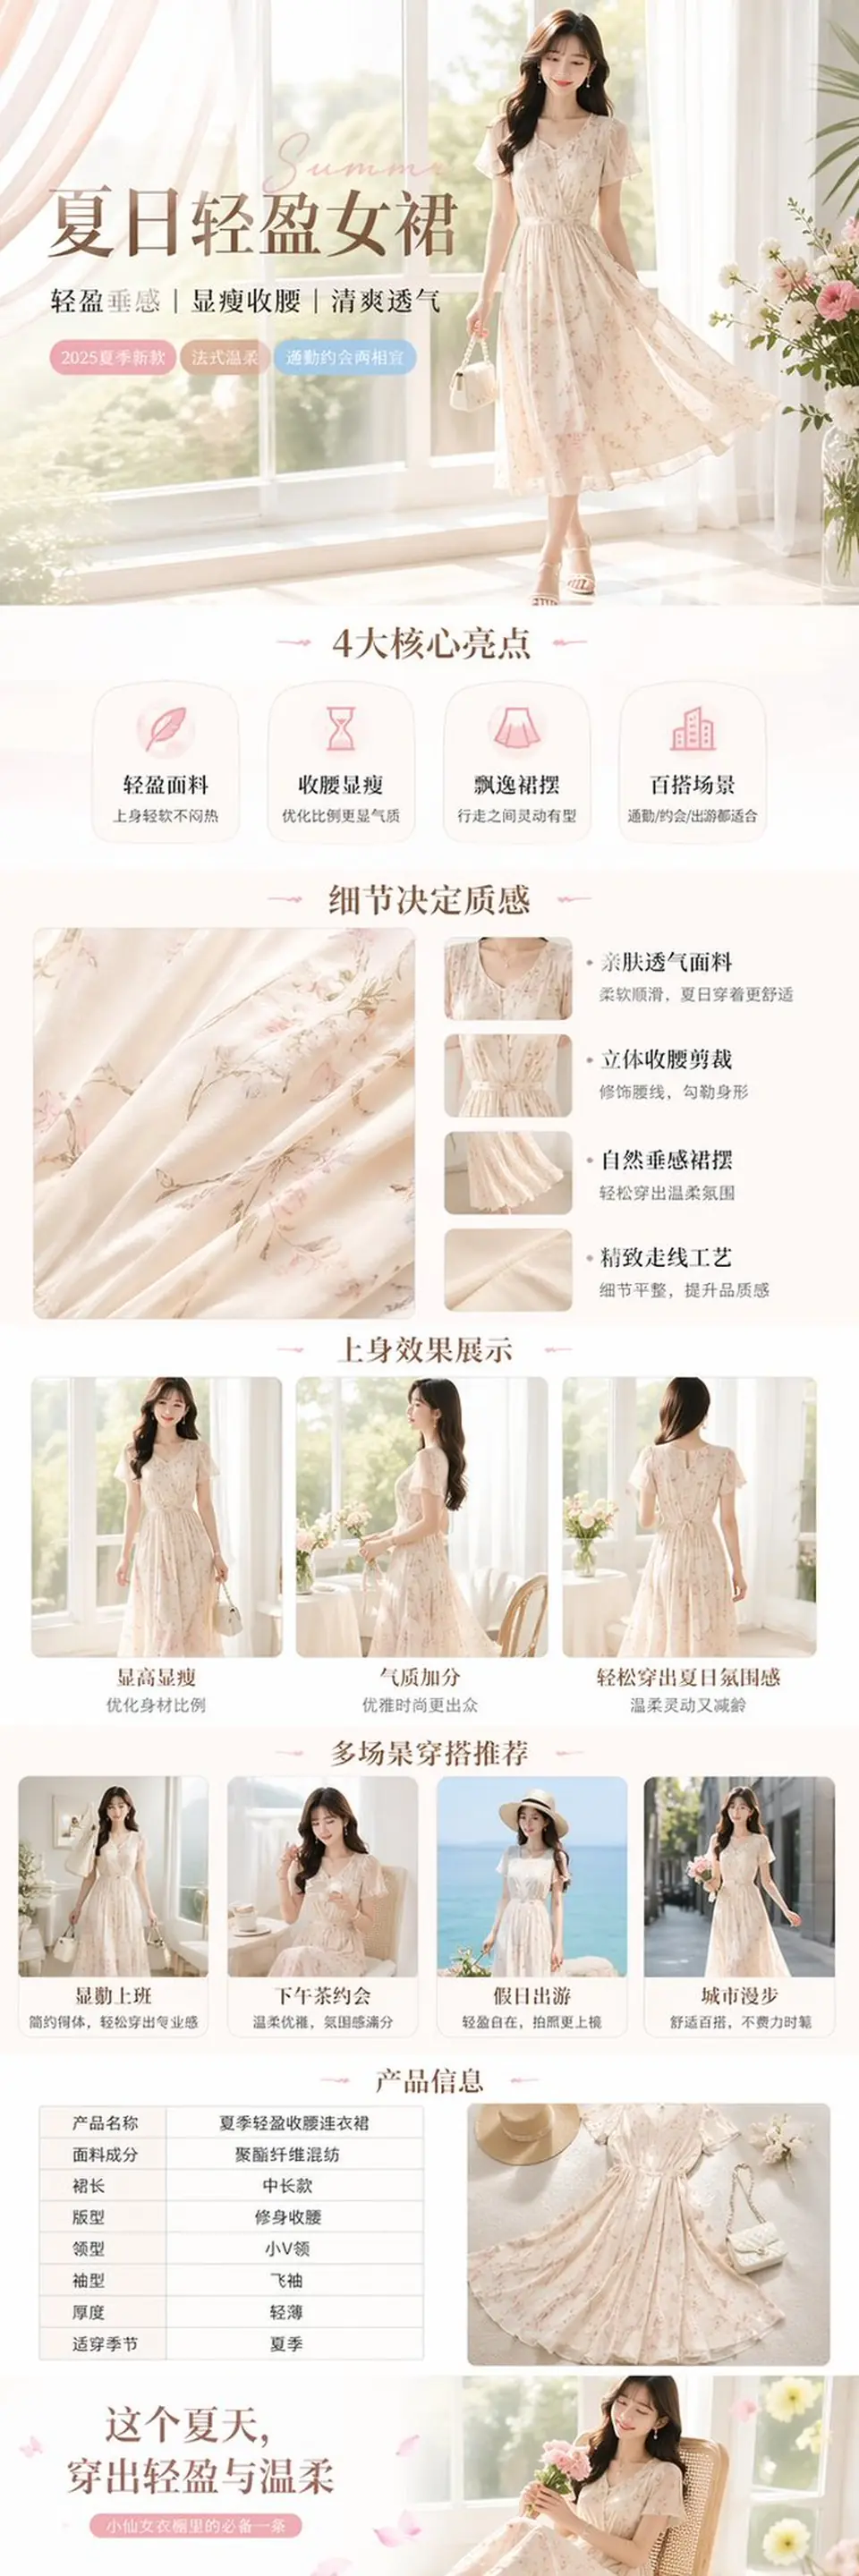 Summr
夏日轻盈女裙
轻盈垂感｜显瘦收腰｜清爽透气
2025夏季新款 法式温柔 通勤约会两相宜
4大核心亮点
轻盈面料 收腰显瘦 飘逸裙摆 百搭场景
上身轻软不闷热 优化比例更显气质 行走之间灵动有型 通勤/约会/出游都适合
细节决定质感
亲肤透气面料
柔软顺滑，夏日穿着更舒适
立体收腰剪裁
修饰腰线，勾勒身形
自然垂感裙摆
轻松穿出温柔氛围
精致走线工艺
细节平整，提升品质感
上身效果展示
显高显瘦 气质加分 轻松穿出夏日氛围感
优化身材比例 优雅时尚更出众 温柔灵动又减龄
多场景穿搭推荐
显勤上班 下午茶约会 假日出游 城市漫步
简约得体，轻松穿出专业感 温柔优雅，氛围感满分 轻盈自在，拍照更上镜 舒适百搭，不费力时髦
产品信息
产品名称 夏季轻盈收腰连衣裙
面料成分 聚酯纤维混纺
裙长 中长款
版型 修身收腰
领型 小V领
袖型 飞袖
厚度 轻薄
适穿季节 夏季
这个夏天，
穿出轻盈与温柔
小仙女衣橱里的必备一条